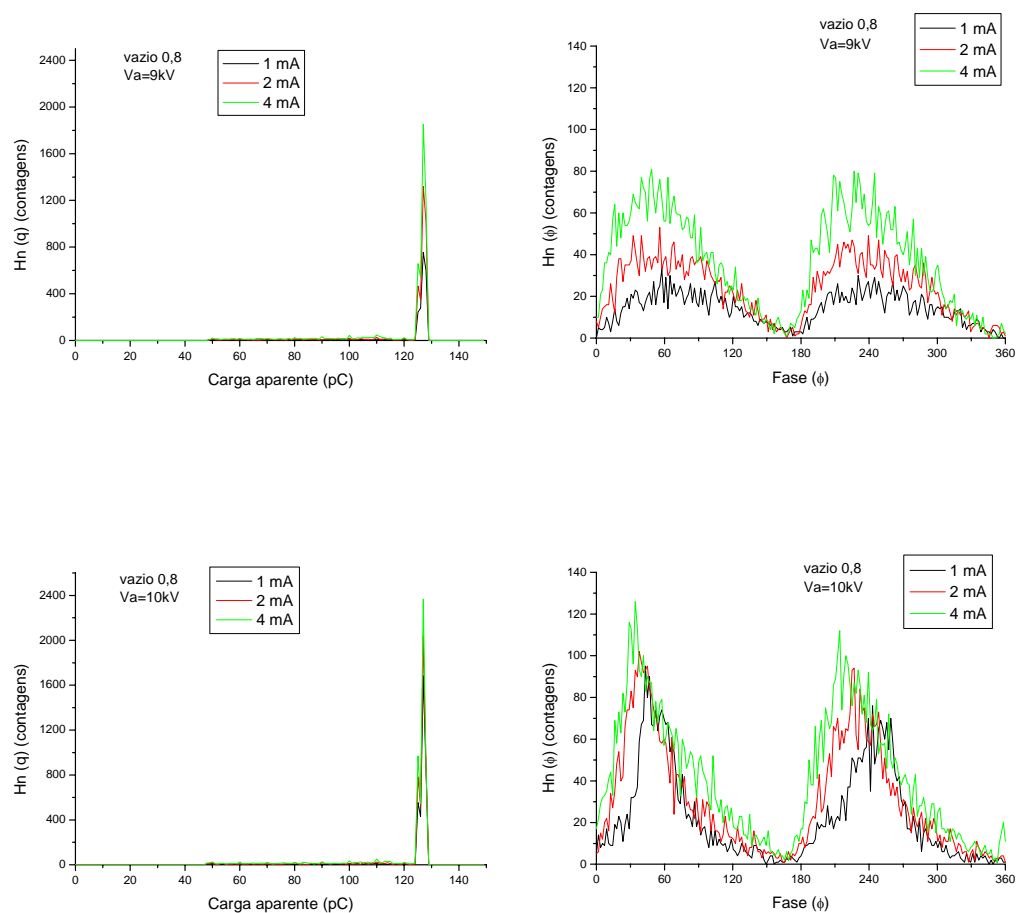 vazio 0,8
Va=9kV
1 mA
2 mA
4 mA
2400
2000
1600
1200
800
400
0
0 20 40 60 80 100 120 140
Hn (q) (contagens)
Carga aparente (pC)
vazio 0,8
Va=9kV
1 mA
2 mA
4 mA
140
120
100
80
60
40
20
0
0 60 120 180 240 300 360
Hn (ϕ) (contagens)
Fase (ϕ)
vazio 0,8
Va=10kV
1 mA
2 mA
4 mA
2400
2000
1600
1200
800
400
0
0 20 40 60 80 100 120 140
Hn (q) (contagens)
Carga aparente (pC)
vazio 0,8
Va=10kV
1 mA
2 mA
4 mA
140
120
100
80
60
40
20
0
0 60 120 180 240 300 360
Hn (ϕ) (contagens)
Fase (ϕ)